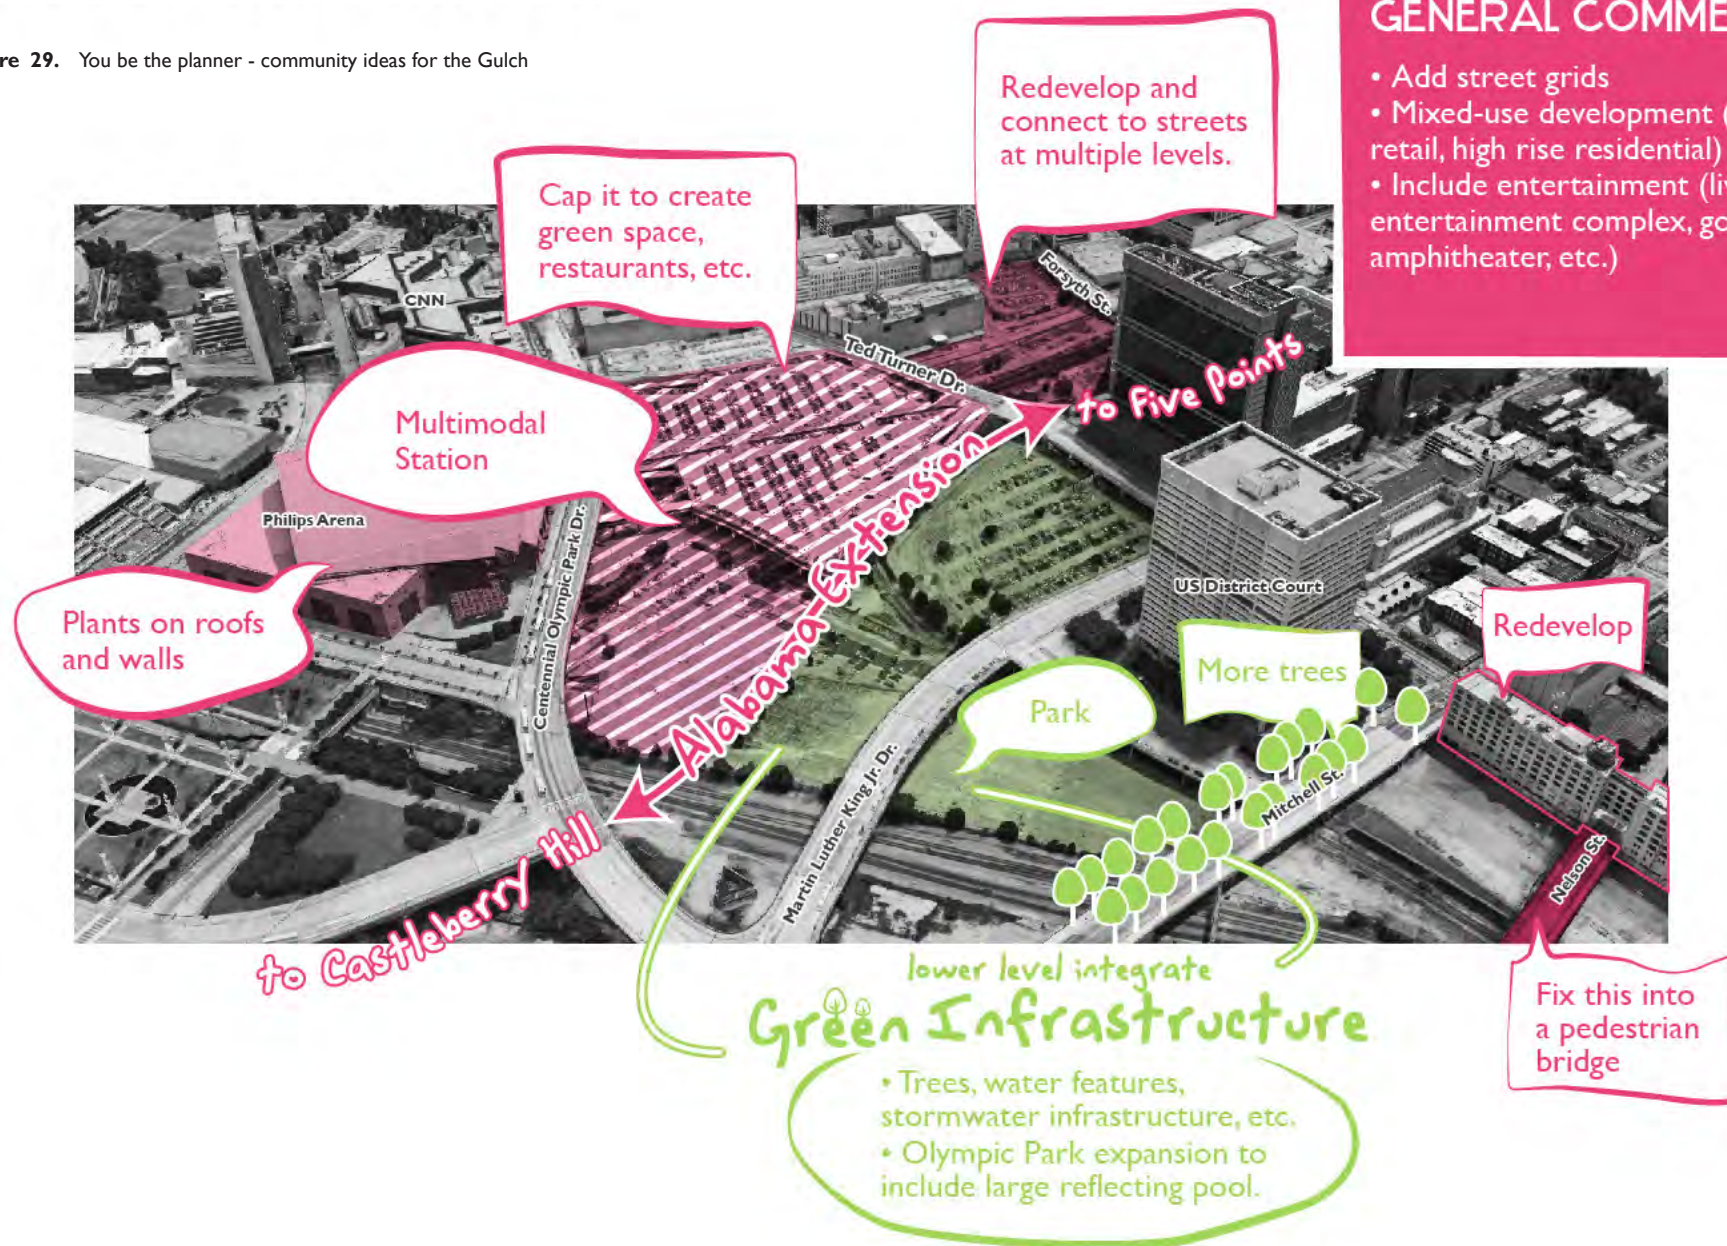 re 29. You be the planner - community ideas for the Gulch
GENERAL COMME
• Add street grids
• Mixed-use development (
retail, high rise residential)
• Include entertainment (liv
entertainment complex, go
amphitheater, etc.)
Redevelop and
connect to streets
at multiple levels.
Cap it to create
green space,
restaurants, etc.
CNN
Forsyth St.
Ted Turner Dr.
to Five Points
Multimodal
Station
Alabama-Extension
Philips Arena
Centennial Olympic Park Dr.
US District Court
Plants on roofs
and walls
Redevelop
More trees
Park
Mitchell St.
Martin Luther King Jr. Dr.
Nelson St.
to Castleberry Hill
lower level integrate
Green Infrastructure
• Trees, water features,
stormwater infrastructure, etc.
• Olympic Park expansion to
include large reflecting pool.
Fix this into
a pedestrian
bridge